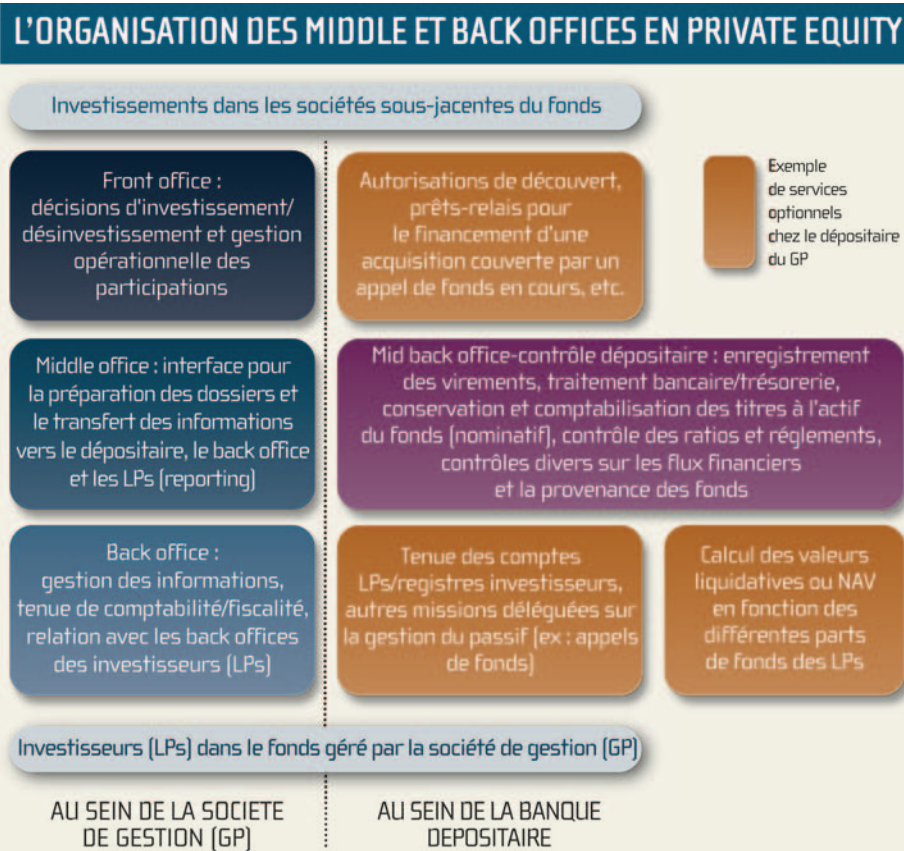 L'ORGANISATION DES MIDDLE ET BACK OFFICES EN PRIVATE EQUITY
Investissements dans les sociétés sous-jacentes du fonds
Front office :
décisions d'investissement/
désinvestissement et gestion
opérationnelle des
participations
Autorisations de découvert,
prêts-relais pour
le financement d'une
acquisition couverte par un
appel de fonds en cours, etc.
Exemple
de services
optionnels
chez le dépositaire
du GP
Middle office : interface pour
la préparation des dossiers et
le transfert des informations
vers le dépositaire, le back office
et les LPs (reporting)
Mid back office-contrôle dépositaire : enregistrement
des virements, traitement bancaire/trésorerie,
conservation et comptabilisation des titres à l'actif
du fonds (nominatif), contrôle des ratios et réglements,
contrôles divers sur les flux financiers
et la provenance des fonds
Back office :
gestion des informations,
tenue de comptabilité/fiscalité,
relation avec les back offices
des investisseurs (LPs)
Tenue des comptes
LPs/registres investisseurs,
autres missions déléguées sur
la gestion du passif (ex : appels
de fonds)
Calcul des valeurs
liquidatives ou NAV
en fonction des
différentes parts
de fonds des LPs
Investisseurs (LPs) dans le fonds géré par la société de gestion (GP)
AU SEIN DE LA SOCIETE
DE GESTION (GP)
AU SEIN DE LA BANQUE
DEPOSITAIRE